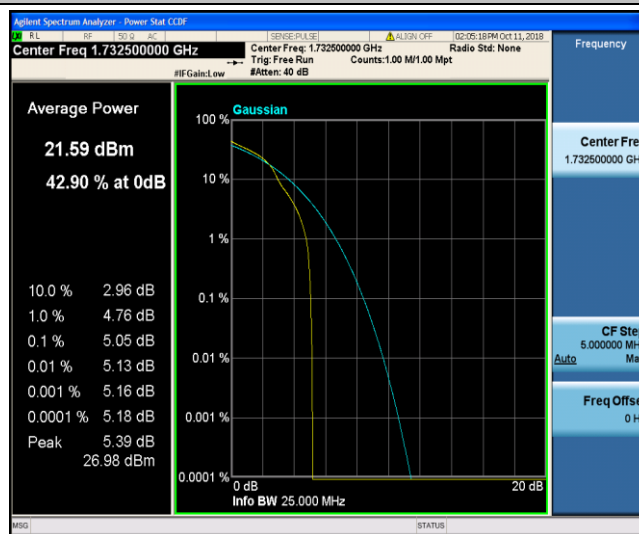 Agilent Spectrum Analyzer - Power Stat CCDF
RL RF 50 Ω AC SENSE:PULSE ALIGN OFF 02:05:18PM Oct 11, 2018
Center Freq 1.732500000 GHz
Center Freq: 1.732500000 GHz Radio Std: None
Trig: Free Run Counts:1.00 M/1.00 Mpt
#IFGain:Low #Atten: 40 dB
Frequency
Average Power
21.59 dBm
42.90 % at 0dB
10.0 % 2.96 dB
1.0 % 4.76 dB
0.1 % 5.05 dB
0.01 % 5.13 dB
0.001 % 5.16 dB
0.0001 % 5.18 dB
Peak 5.39 dB
26.98 dBm
Gaussian
100 %
10 %
1 %
0.1 %
0.01 %
0.001 %
0.0001 %
0 dB 20 dB
Info BW 25.000 MHz
Center Fre
1.732500000 GH
CF Ste
5.000000 MH
Auto Ma
Freq Offse
0 H
MSG STATUS